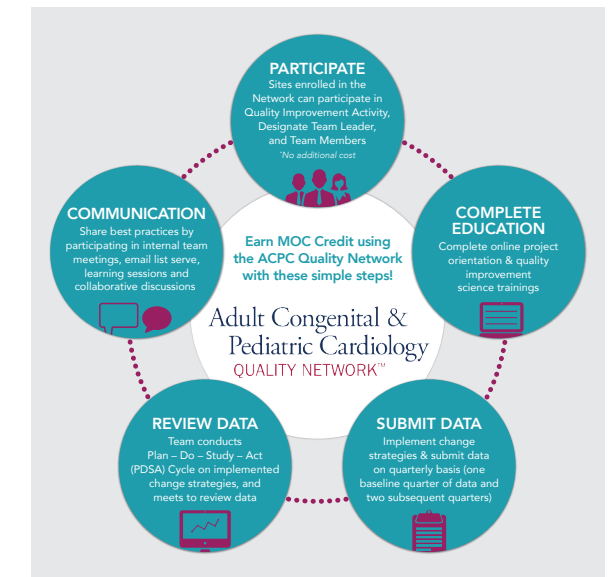 PARTICIPATE
Sites enrolled in the
Network can participate in
Quality Improvement Activity,
Designate Team Leader,
and Team Members
*No additional cost
COMPLETE
EDUCATION
Complete online project
orientation & quality
improvement
science trainings
SUBMIT DATA
Implement change
strategies & submit data
on quarterly basis (one
baseline quarter of data and
two subsequent quarters)
REVIEW DATA
Team conducts
Plan – Do – Study – Act
(PDSA) Cycle on implemented
change strategies, and
meets to review data
COMMUNICATION
Share best practices by
participating in internal team
meetings, email list serve,
learning sessions and
collaborative discussions
Earn MOC Credit using
the ACPC Quality Network
with these simple steps!
Adult Congenital &
Pediatric Cardiology
QUALITY NETWORK™